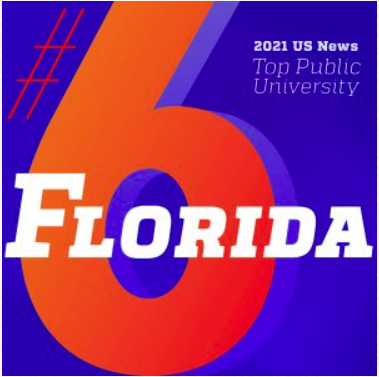 #6
2021 US News
Top Public
University
FLORIDA